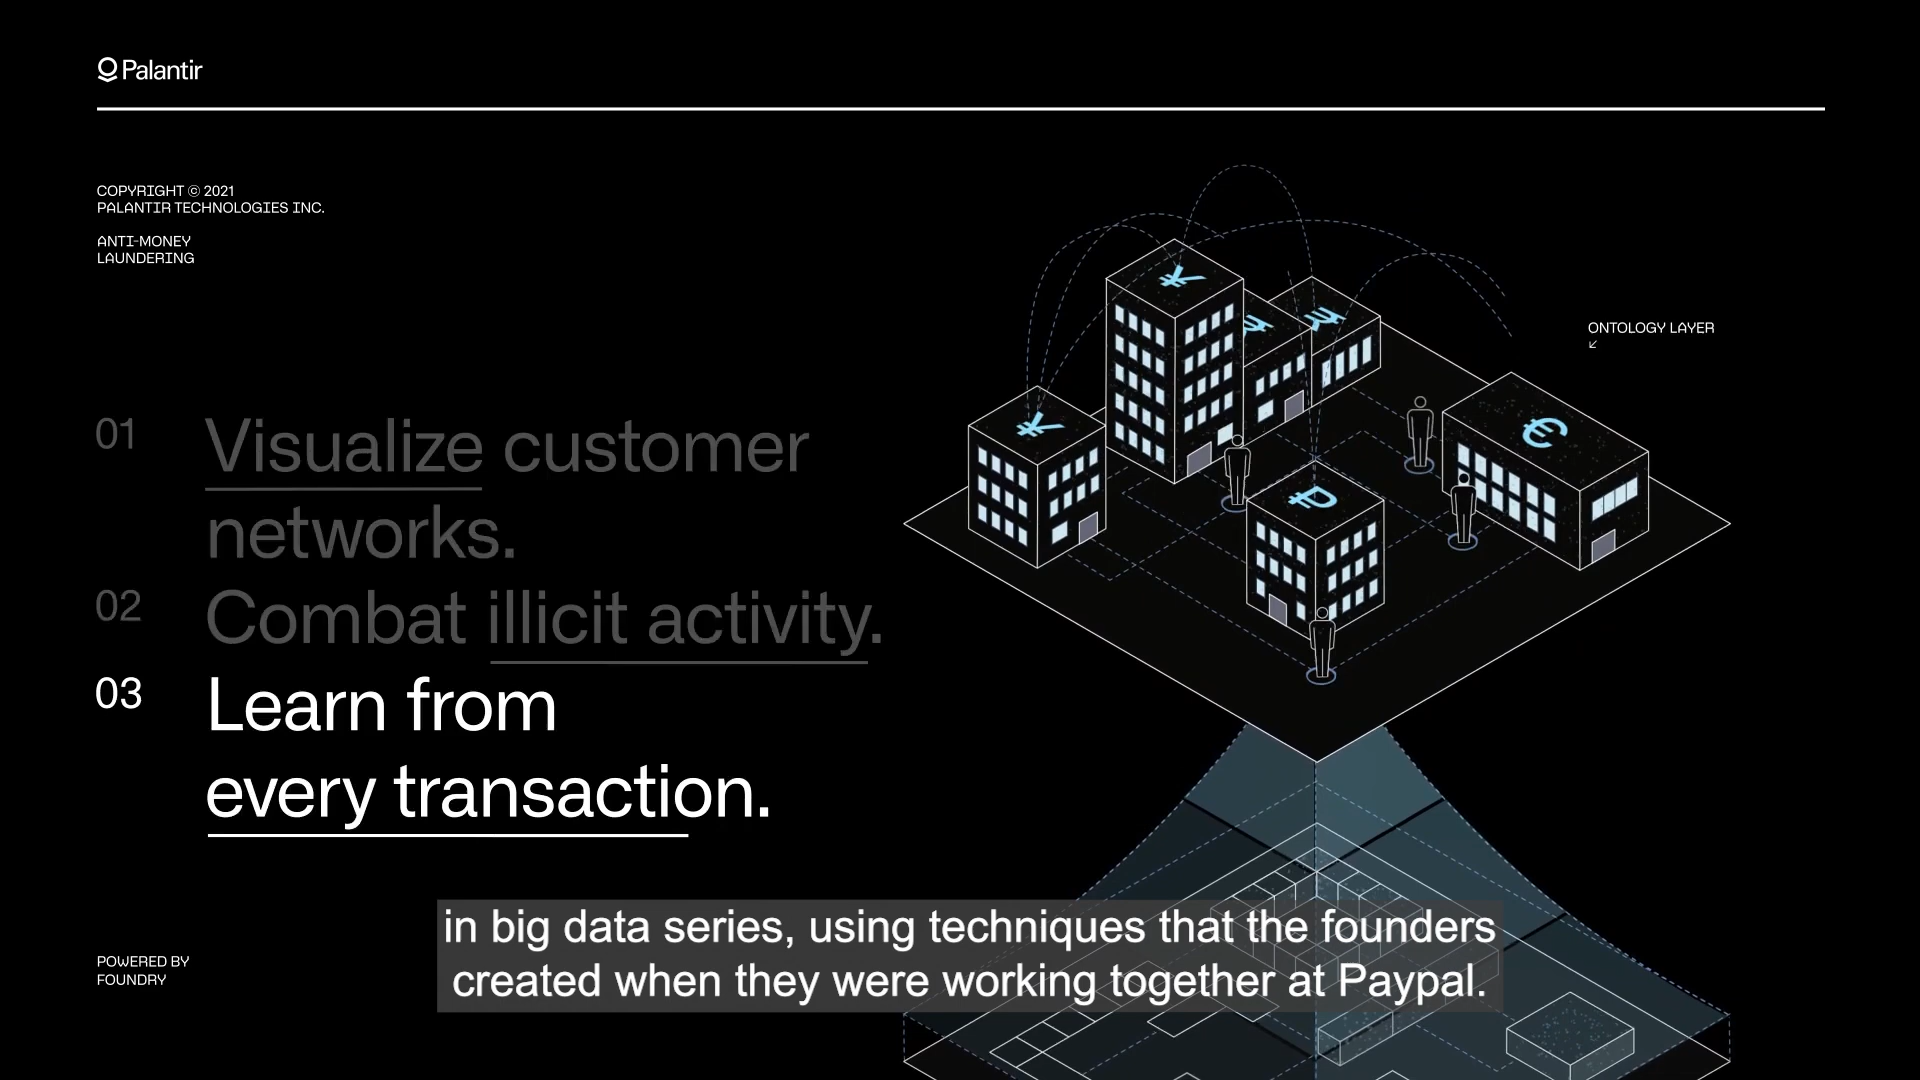 Palantir
COPYRIGHT © 2021
PALANTIR TECHNOLOGIES INC.
ANTI-MONEY
LAUNDERING
ONTOLOGY LAYER
01 Visualize customer
networks.
02 Combat illicit activity.
03 Learn from
every transaction.
¥
¥
€
₽
in big data series, using techniques that the founders
created when they were working together at Paypal.
POWERED BY
FOUNDRY